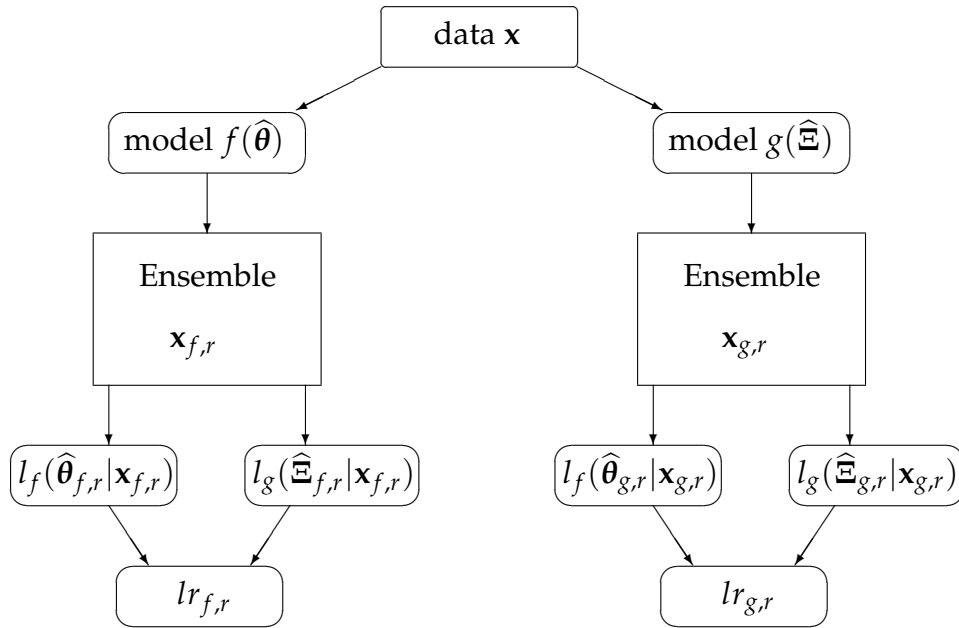 data 𝐱
model f(θ̂)
model g(Ξ̂)
Ensemble
𝐱_{f,r}
Ensemble
𝐱_{g,r}
l_f(θ̂_{f,r}|𝐱_{f,r})
l_g(Ξ̂_{f,r}|𝐱_{f,r})
l_f(θ̂_{g,r}|𝐱_{g,r})
l_g(Ξ̂_{g,r}|𝐱_{g,r})
lr_{f,r}
lr_{g,r}